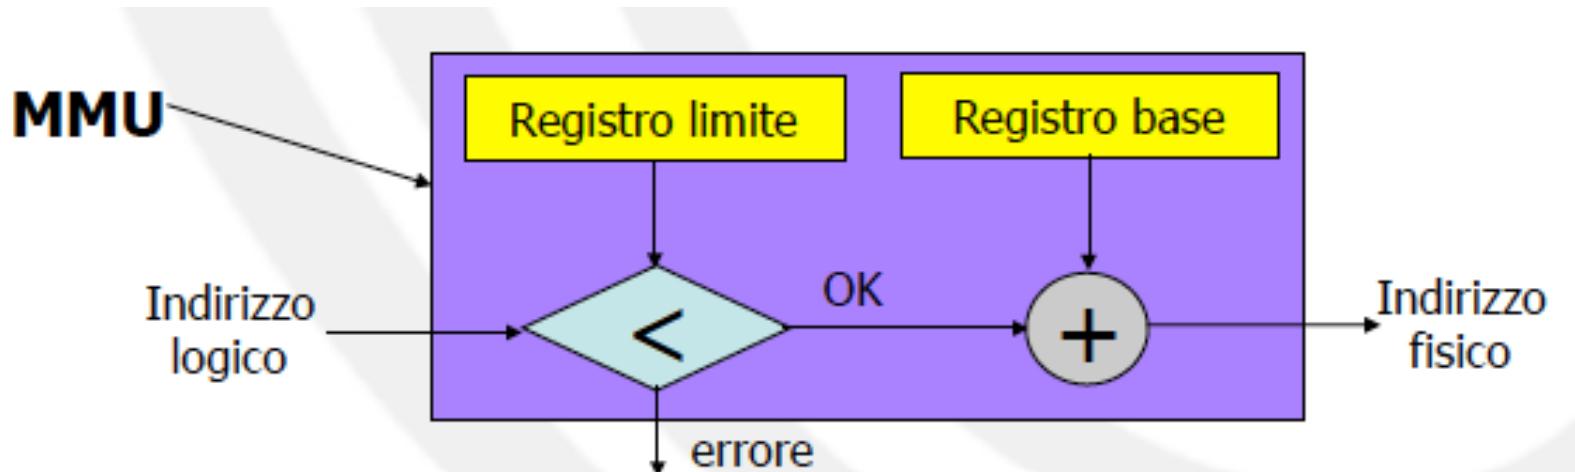 MMU
Registro limite
Registro base
Indirizzo
logico
<
OK
+
Indirizzo
fisico
errore